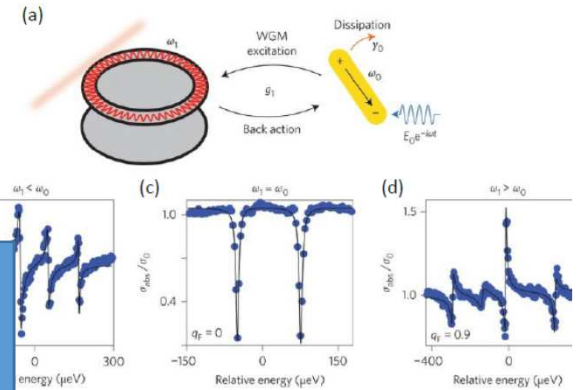 (a)
ω₁
WGM
excitation
g₁
Back action
Dissipation
γ₀
ω₀
+
−
E₀e⁻ⁱωᵗ
ω₁ < ω₀
0
300
energy (μeV)
(c)
ω₁ = ω₀
σabs/σ₀
1.0
0.4
qF = 0
−150
0
150
Relative energy (μeV)
(d)
ω₁ > ω₀
σabs/σ₀
1.5
1.0
qF = 0.9
−400
0
Relative energy (μeV)